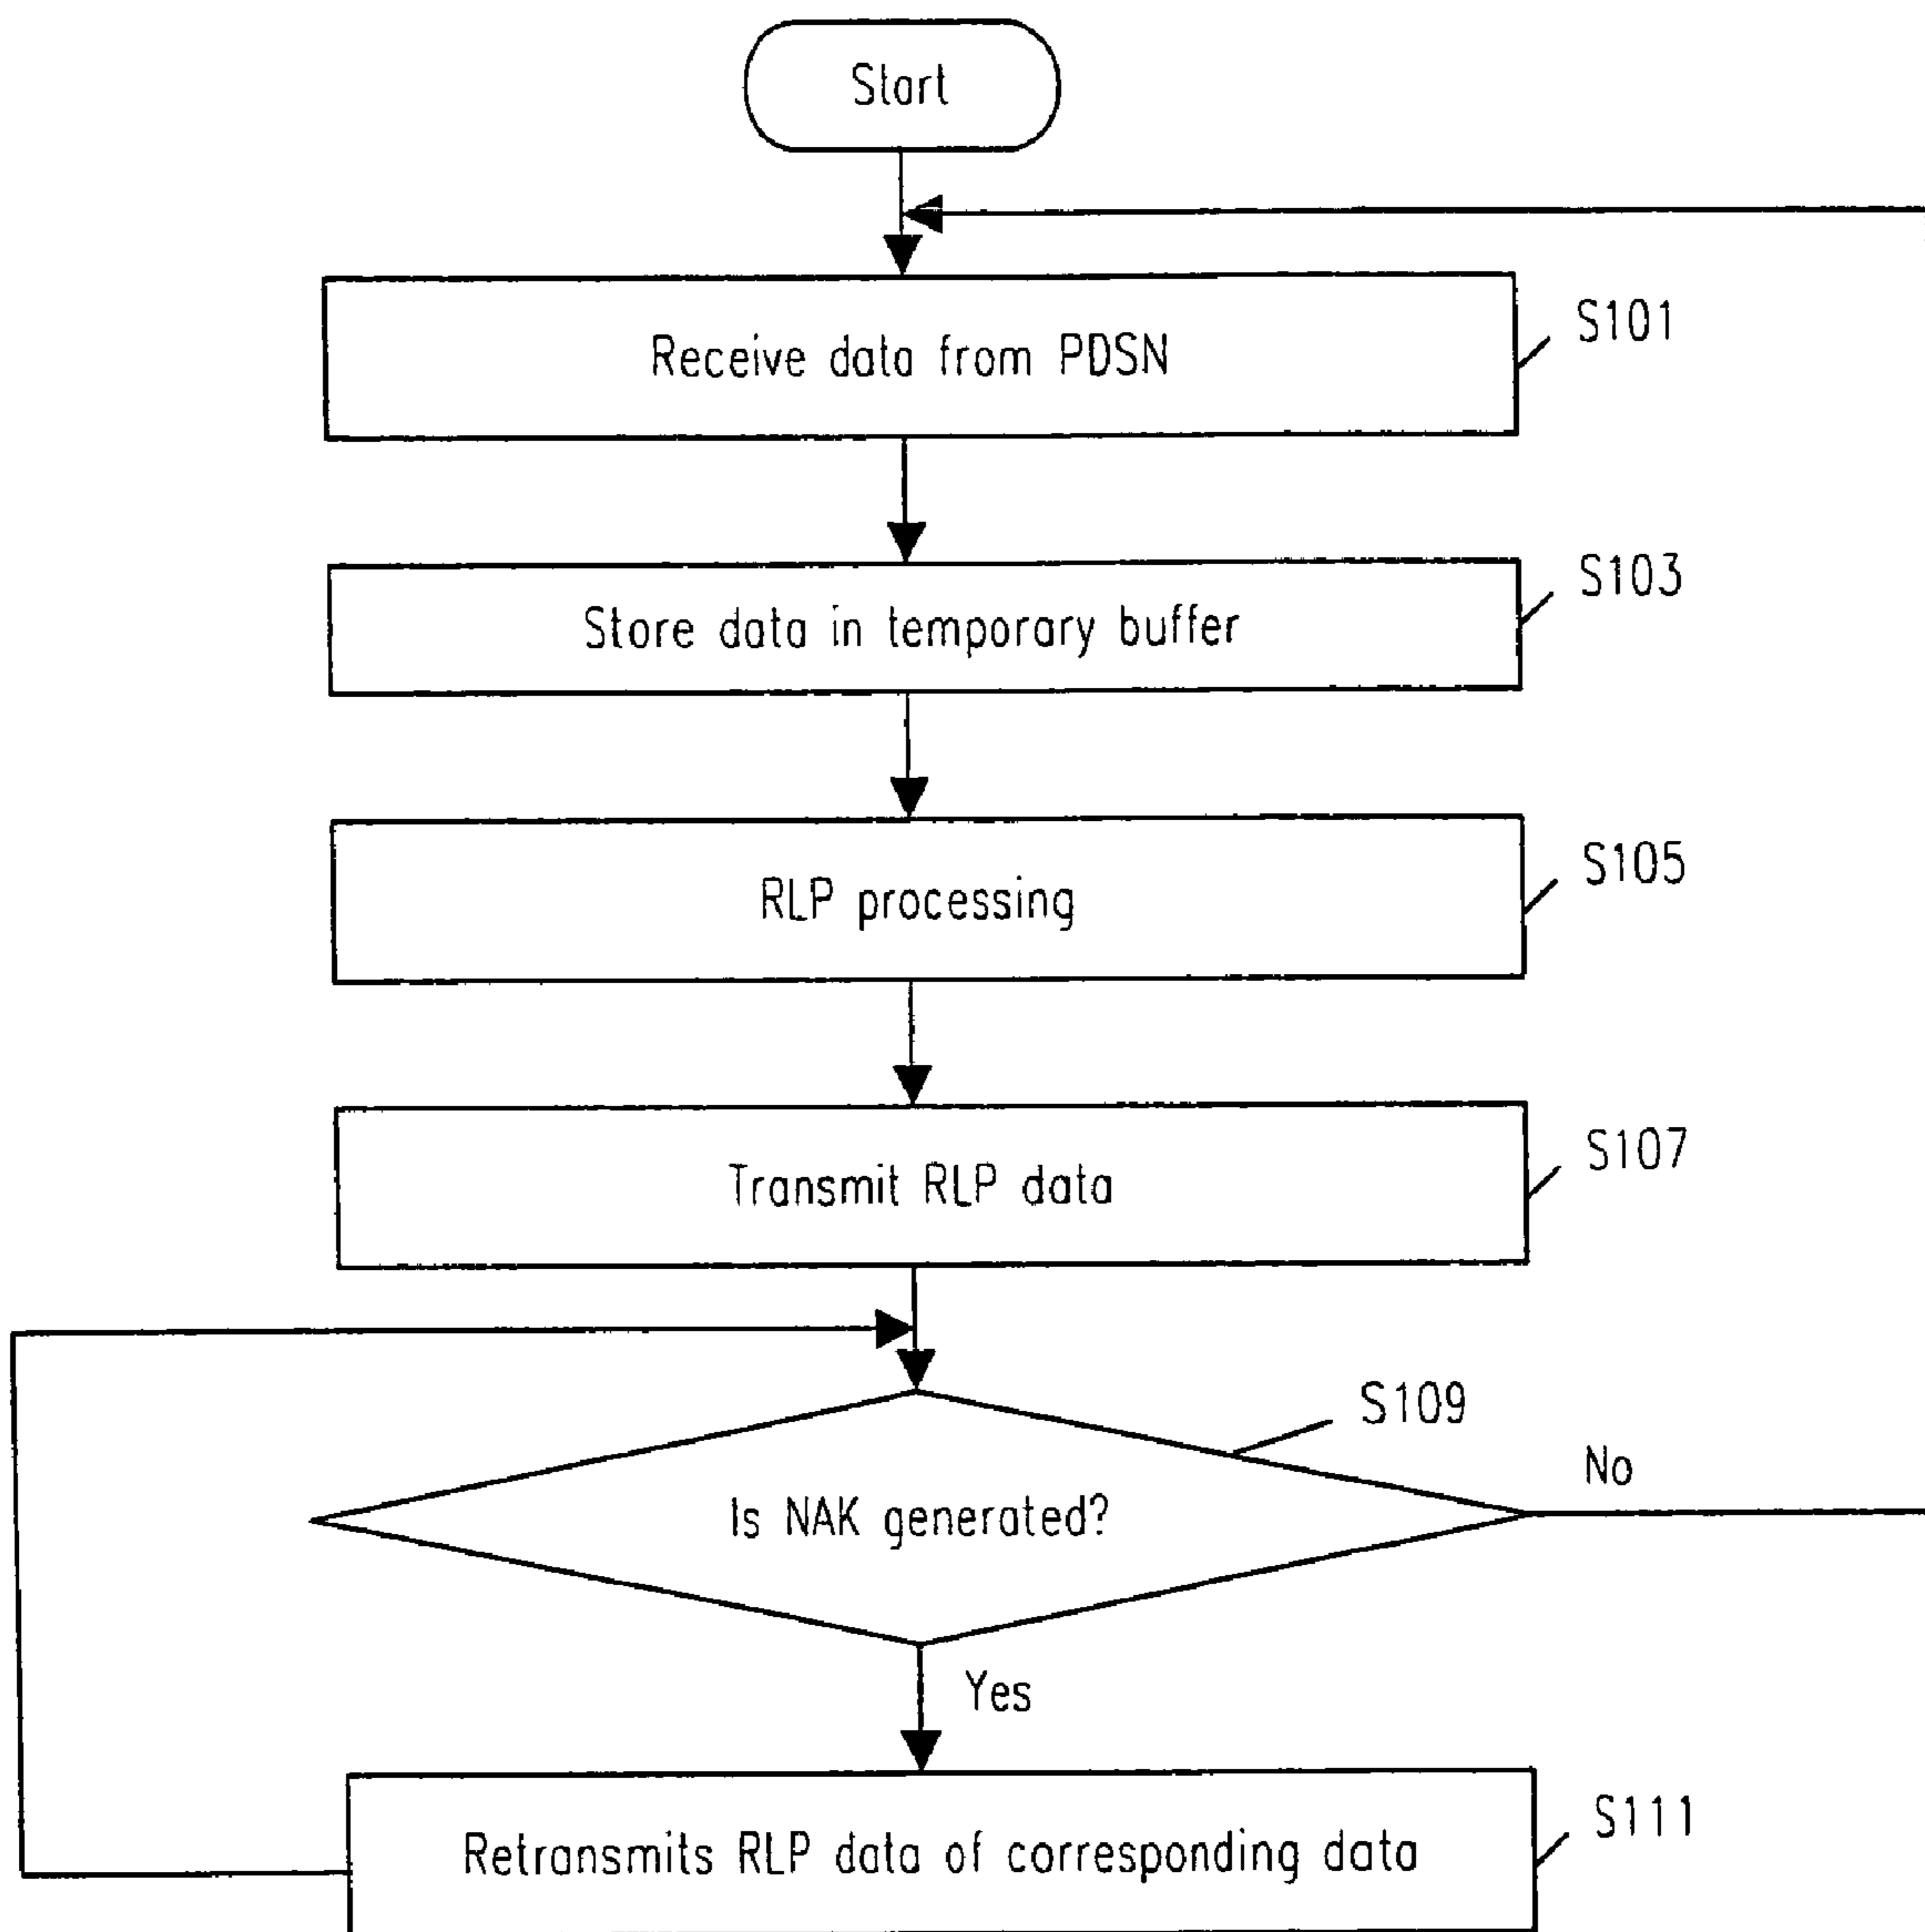 Start
Receive data from PDSN
S101
Store data in temporary buffer
S103
RLP processing
S105
Transmit RLP data
S107
S109
Is NAK generated?
No
Yes
Retransmits RLP data of corresponding data
S111